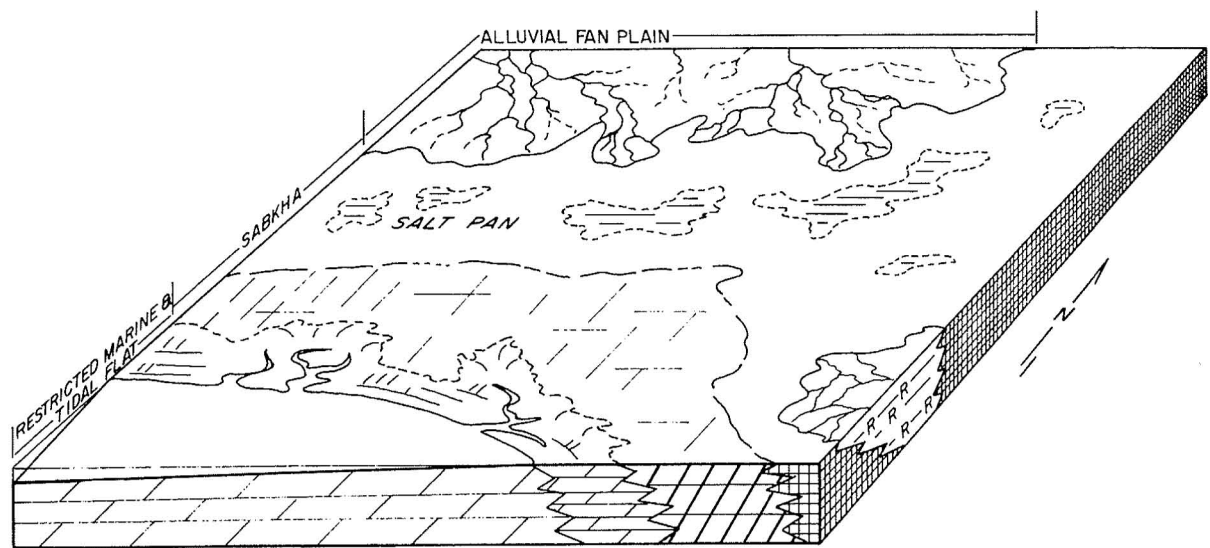 ALLUVIAL FAN PLAIN
SABKHA
SALT PAN
RESTRICTED MARINE &
TIDAL FLAT
N
R
R
R
R
R
R